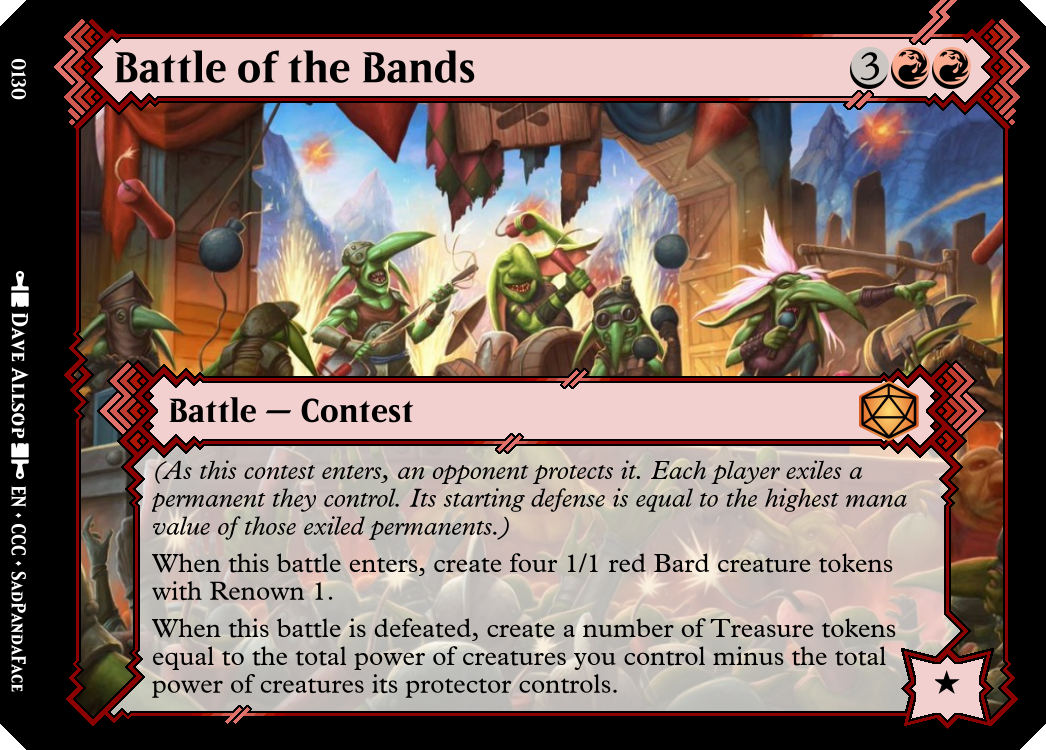 Battle of the Bands
3
Battle — Contest
(As this contest enters, an opponent protects it. Each player exiles a
permanent they control. Its starting defense is equal to the highest mana
value of those exiled permanents.)
When this battle enters, create four 1/1 red Bard creature tokens
with Renown 1.
When this battle is defeated, create a number of Treasure tokens
equal to the total power of creatures you control minus the total
power of creatures its protector controls.
★
0130
Dave Allsop EN • CCC • SadPandaFace